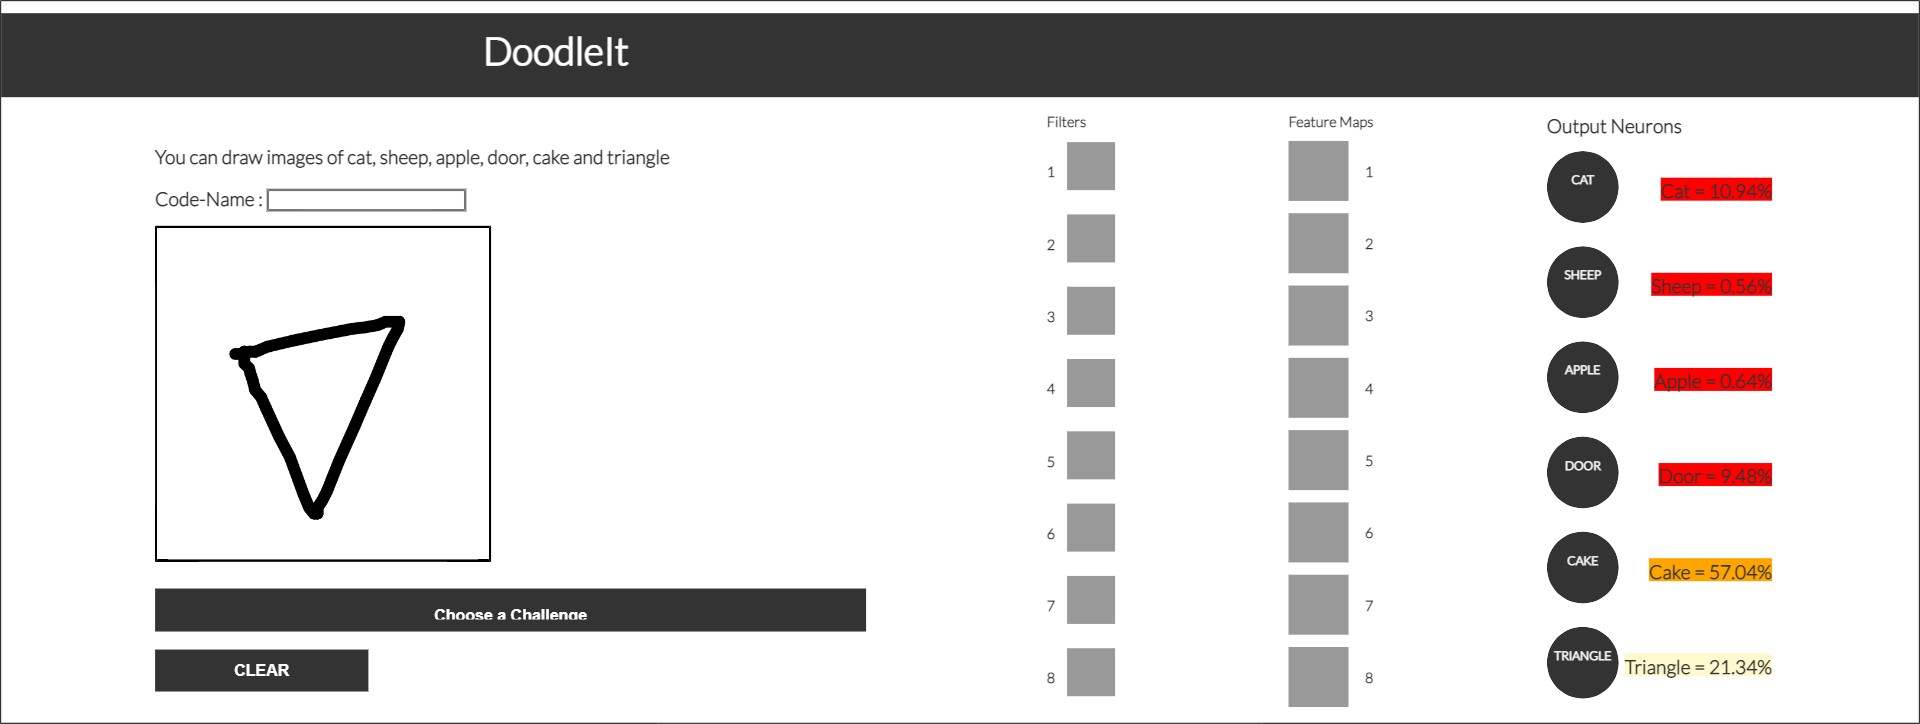 DoodleIt
You can draw images of cat, sheep, apple, door, cake and triangle
Code-Name :
Choose a Challenge
CLEAR
Filters
1
2
3
4
5
6
7
8
Feature Maps
1
2
3
4
5
6
7
8
Output Neurons
CAT
Cat = 10.94%
SHEEP
Sheep = 0.56%
APPLE
Apple = 0.64%
DOOR
Door = 9.48%
CAKE
Cake = 57.04%
TRIANGLE
Triangle = 21.34%